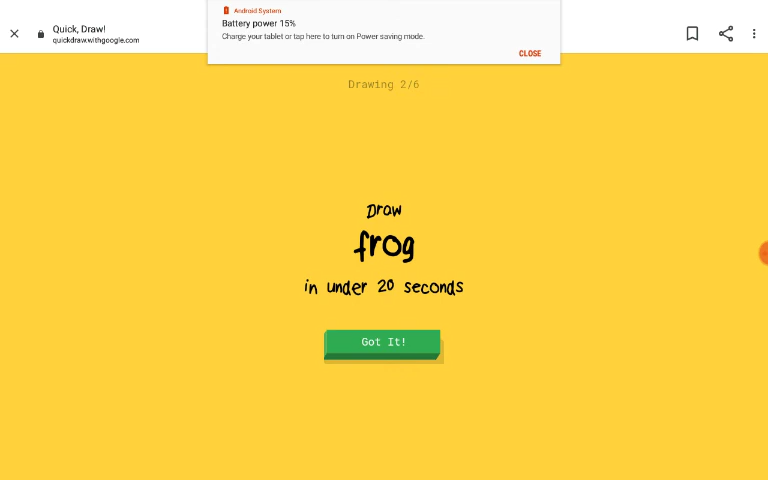 Android System
Battery power 15%
Charge your tablet or tap here to turn on Power saving mode.
CLOSE
Quick, Draw!
quickdraw.withgoogle.com
Drawing 2/6
Draw
frog
in under 20 seconds
Got It!